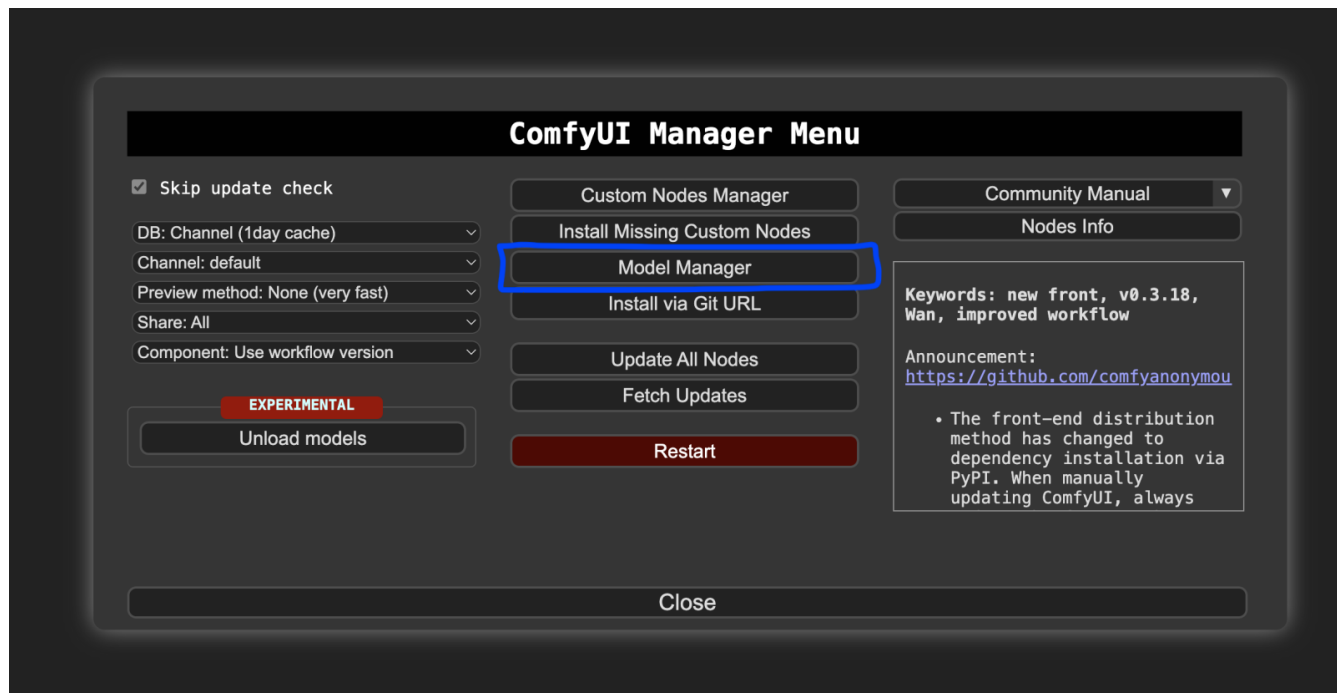 ComfyUI Manager Menu
Skip update check
DB: Channel (1day cache)
Channel: default
Preview method: None (very fast)
Share: All
Component: Use workflow version
EXPERIMENTAL
Unload models
Custom Nodes Manager
Install Missing Custom Nodes
Model Manager
Install via Git URL
Update All Nodes
Fetch Updates
Restart
Community Manual
Nodes Info
Keywords: new front, v0.3.18,
Wan, improved workflow
Announcement:
https://github.com/comfyanonymou
• The front-end distribution
method has changed to
dependency installation via
PyPI. When manually
updating ComfyUI, always
Close